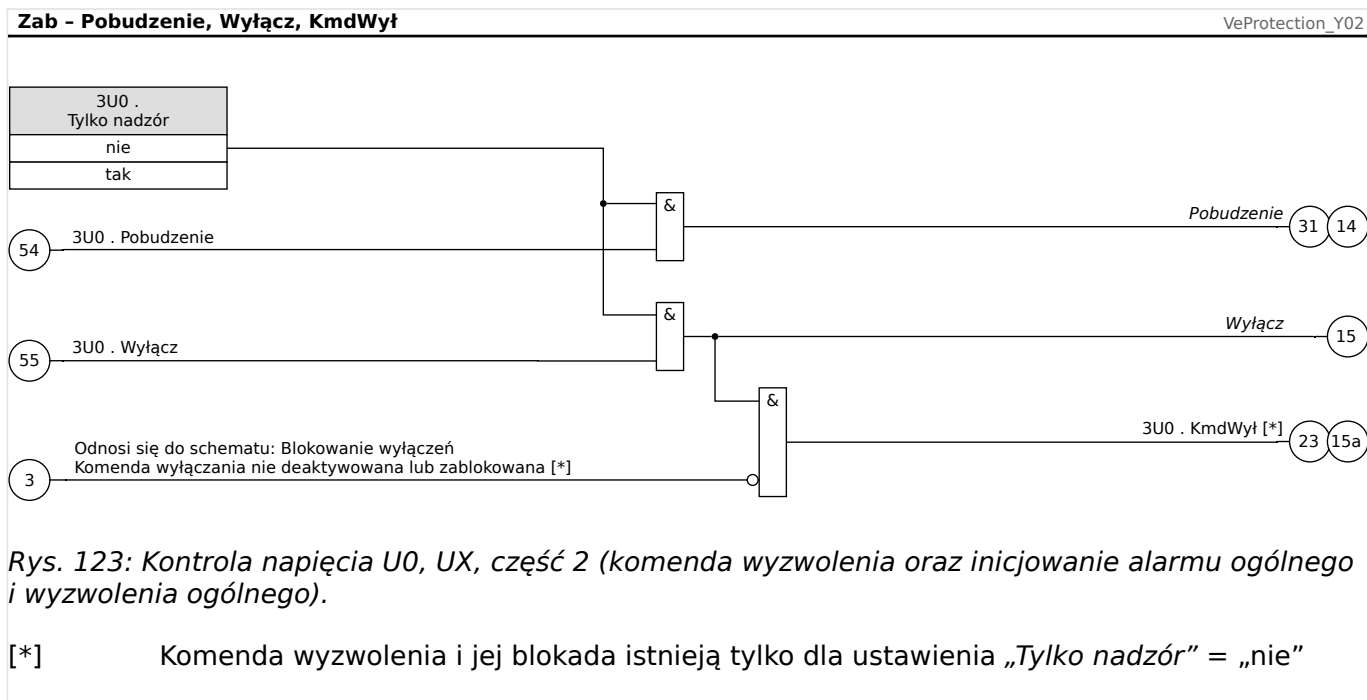 Zab – Pobudzenie, Wyłącz, KmdWył
VeProtection_Y02
3U0 .
Tylko nadzór
nie
tak
&
Pobudzenie
31
14
54
3U0 . Pobudzenie
&
Wyłącz
15
55
3U0 . Wyłącz
&
3U0 . KmdWył [*]
23
15a
Odnosi się do schematu: Blokowanie wyłączeń
Komenda wyłączania nie deaktywowana lub zablokowana [*]
3
Rys. 123: Kontrola napięcia U0, UX, część 2 (komenda wyzwolenia oraz inicjowanie alarmu ogólnego
i wyzwolenia ogólnego).
[*] Komenda wyzwolenia i jej blokada istnieją tylko dla ustawienia „Tylko nadzór” = „nie”